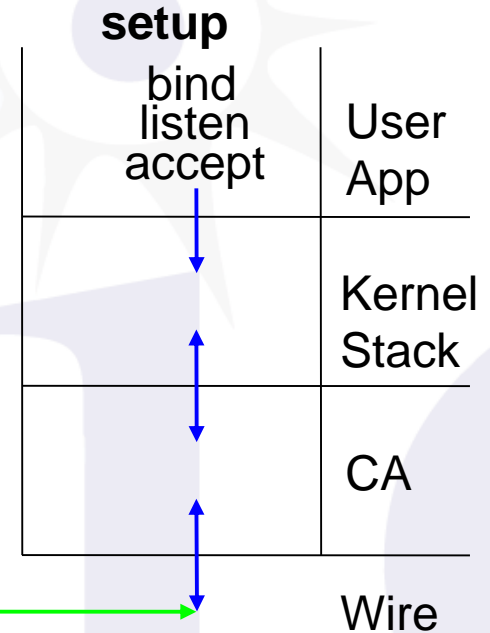 setup
bind
listen
accept
User
App
Kernel
Stack
CA
Wire